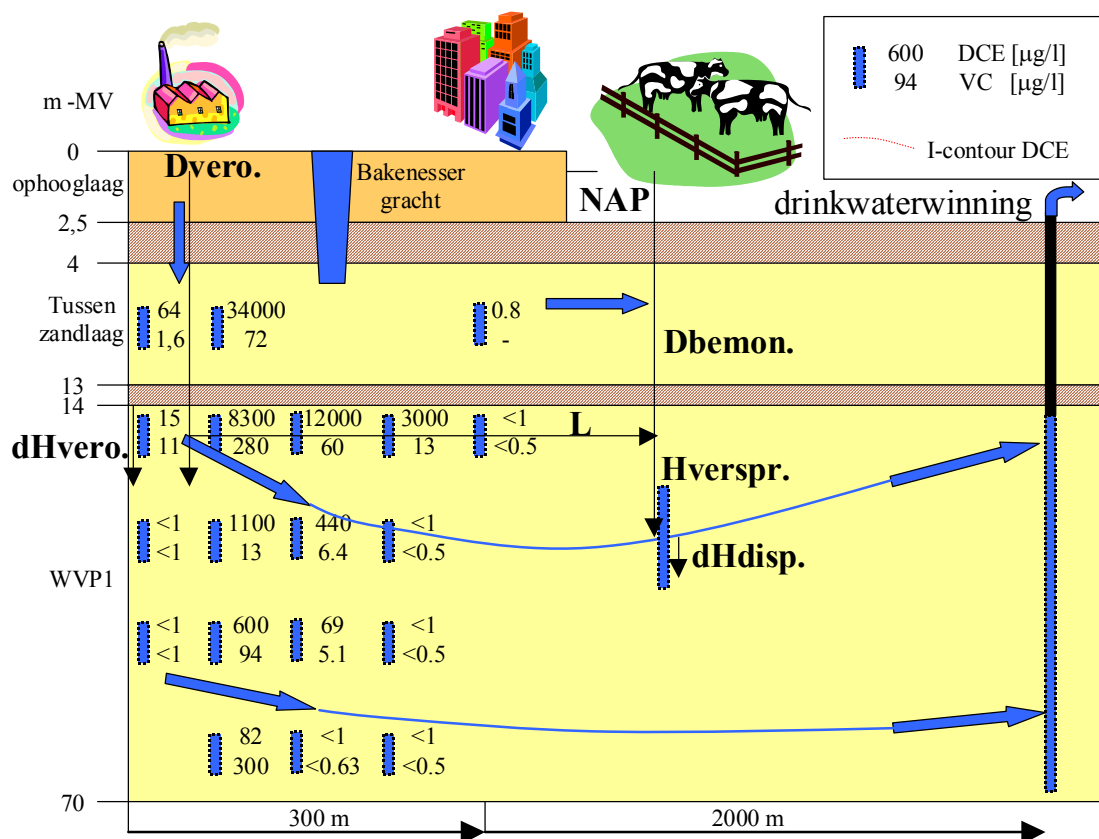 600 DCE [µg/l]
94 VC [µg/l]
I-contour DCE
m -MV
0
ophooglaag
Dvero.
Bakenesser
gracht
NAP
drinkwaterwinning
2,5
4
Tussen
zandlaag
64 34000 0.8
1,6 72 -
Dbemon.
13
14
15 8300 12000 3000 <1
11 280 60 13 <0.5
L
dHvero.
Hverspr.
<1 1100 440 <1
<1 13 6.4 <0.5
dHdisp.
WVP1
<1 600 69 <1
<1 94 5.1 <0.5
82 <1 <1
300 <0.63 <0.5
70
300 m 2000 m